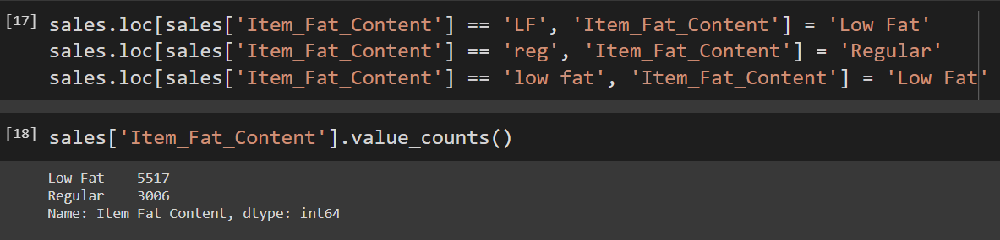 [17] sales.loc[sales['Item_Fat_Content'] == 'LF', 'Item_Fat_Content'] = 'Low Fat'
sales.loc[sales['Item_Fat_Content'] == 'reg', 'Item_Fat_Content'] = 'Regular'
sales.loc[sales['Item_Fat_Content'] == 'low fat', 'Item_Fat_Content'] = 'Low Fat'
[18] sales['Item_Fat_Content'].value_counts()
Low Fat    5517
Regular    3006
Name: Item_Fat_Content, dtype: int64